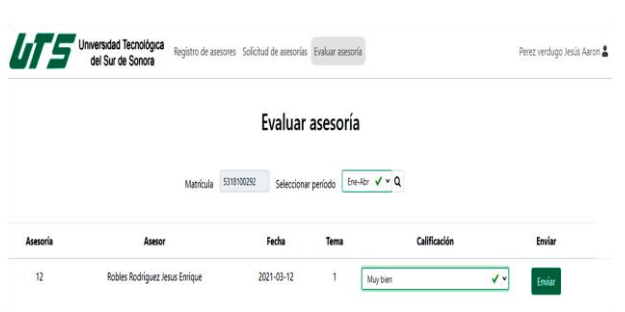 UTS Universidad Tecnológica del Sur de Sonora
Registro de asesores Solicitud de asesorías Evaluar asesoría Perez verdugo Jesús Aaron
Evaluar asesoría
Matrícula 5318100292 Seleccionar período Ene-Abr
Asesoría Asesor Fecha Tema Calificación Enviar
12 Robles Rodriguez Jesus Enrique 2021-03-12 1 Muy bien Enviar